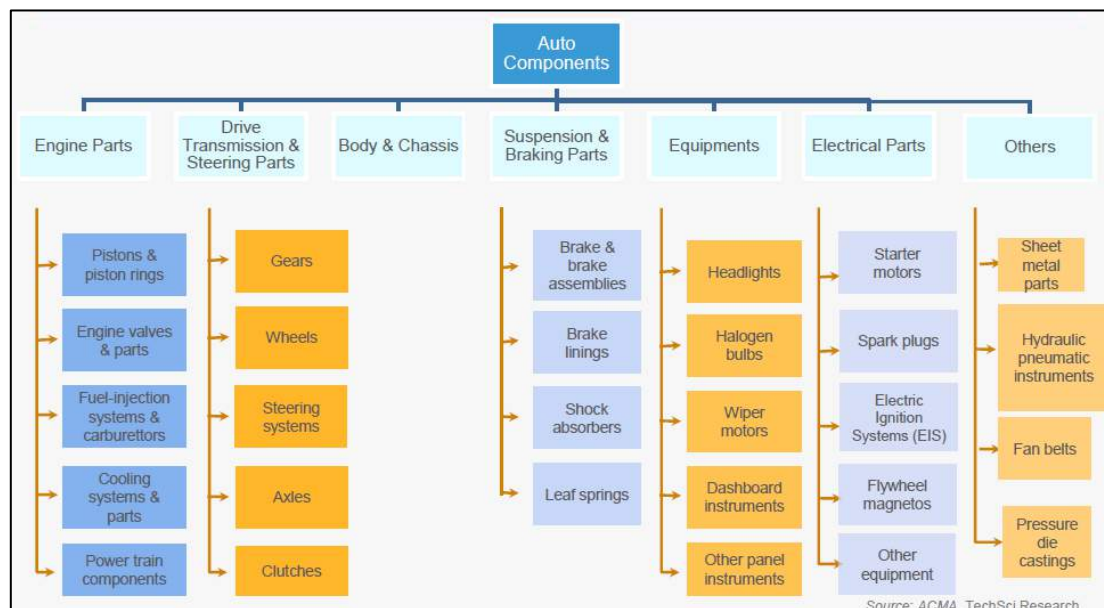 Auto
Components
Engine Parts
Drive
Transmission &
Steering Parts
Body & Chassis
Suspension &
Braking Parts
Equipments
Electrical Parts
Others
Pistons &
piston rings
Engine valves
& parts
Fuel-injection
systems &
carburettors
Cooling
systems &
parts
Power train
components
Gears
Wheels
Steering
systems
Axles
Clutches
Brake &
brake
assemblies
Brake
linings
Shock
absorbers
Leaf springs
Headlights
Halogen
bulbs
Wiper
motors
Dashboard
instruments
Other panel
instruments
Starter
motors
Spark plugs
Electric
Ignition
Systems (EIS)
Flywheel
magnetos
Other
equipment
Sheet
metal
parts
Hydraulic
pneumatic
instruments
Fan belts
Pressure
die
castings
Source: ACMA, TechSci Research